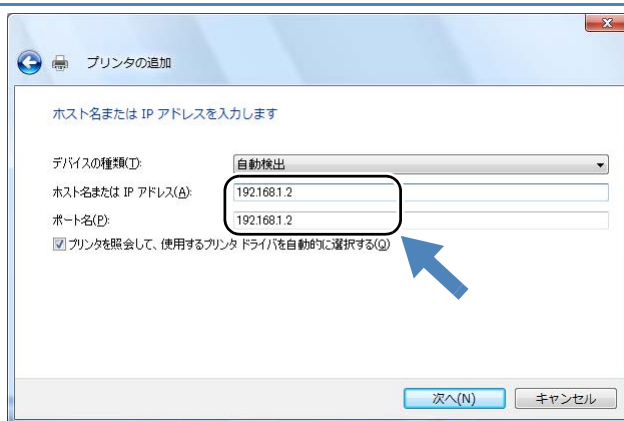 プリンタの追加
ホスト名または IP アドレスを入力します
デバイスの種類(T): 自動検出
ホスト名または IP アドレス(A): 192.168.1.2
ポート名(P): 192.168.1.2
プリンタを照会して、使用するプリンタ ドライバを自動的に選択する(Q)
次へ(N) キャンセル